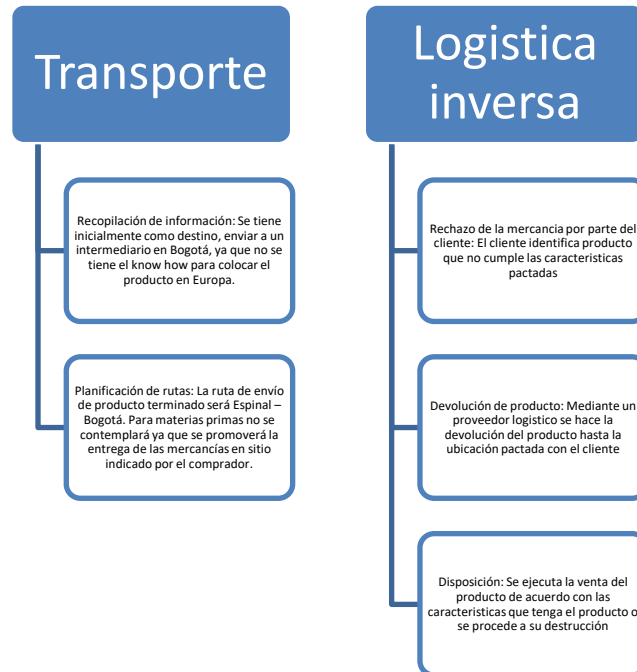 Transporte
Recopilación de información: Se tiene
inicialmente como destino, enviar a un
intermediario en Bogotá, ya que no se
tiene el know how para colocar el
producto en Europa.
Planificación de rutas: La ruta de envío
de producto terminado será Espinal –
Bogotá. Para materias primas no se
contemplará ya que se promoverá la
entrega de las mercancías en sitio
indicado por el comprador.
Logistica
inversa
Rechazo de la mercancia por parte del
cliente: El cliente identifica producto
que no cumple las caracteristicas
pactadas
Devolución de producto: Mediante un
proveedor logistico se hace la
devolución del producto hasta la
ubicación pactada con el cliente
Disposición: Se ejecuta la venta del
producto de acuerdo con las
caracteristicas que tenga el producto o
se procede a su destrucción